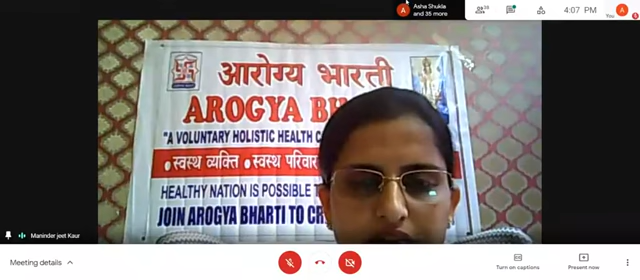 Asha Shukla
and 35 more
A
36
4:07 PM
You
A
आरोग्य भारती
AROGYA BH
"A VOLUNTARY HOLISTIC HEALTH
•स्वस्थ व्यक्ति •स्वस्थ परिवार
HEALTHY NATION IS POSSIBLE T
JOIN AROGYA BHARTI TO CR
Maninder jeet Kaur
Meeting details
Turn on captions
Present now